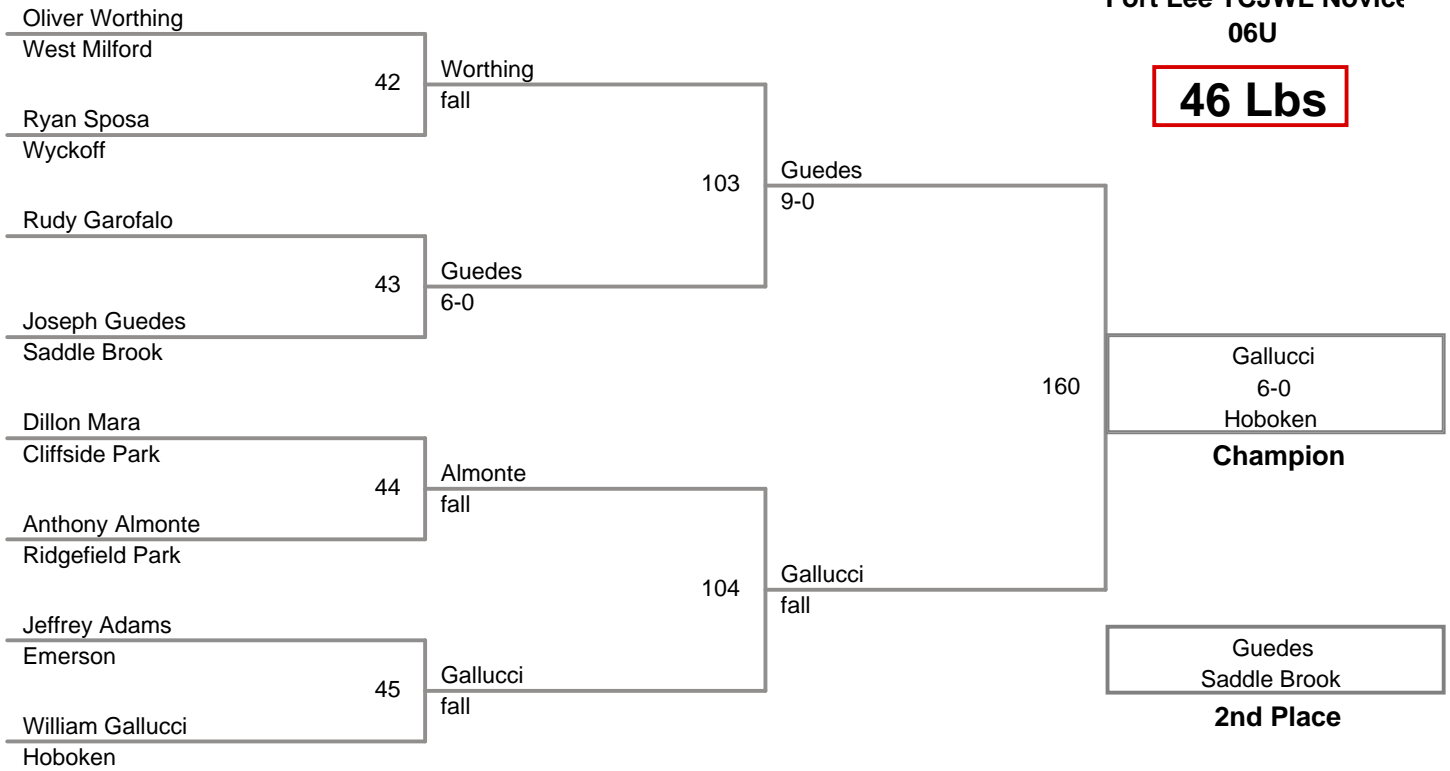 Fort Lee TCJWL Novice
06U
46 Lbs
Oliver Worthing
West Milford
42
Worthing
fall
Ryan Sposa
Wyckoff
103
Guedes
9-0
Rudy Garofalo
43
Guedes
6-0
Joseph Guedes
Saddle Brook
160
Gallucci
6-0
Hoboken
Champion
Dillon Mara
Cliffside Park
44
Almonte
fall
Anthony Almonte
Ridgefield Park
104
Gallucci
fall
Jeffrey Adams
Emerson
45
Gallucci
fall
William Gallucci
Hoboken
Guedes
Saddle Brook
2nd Place